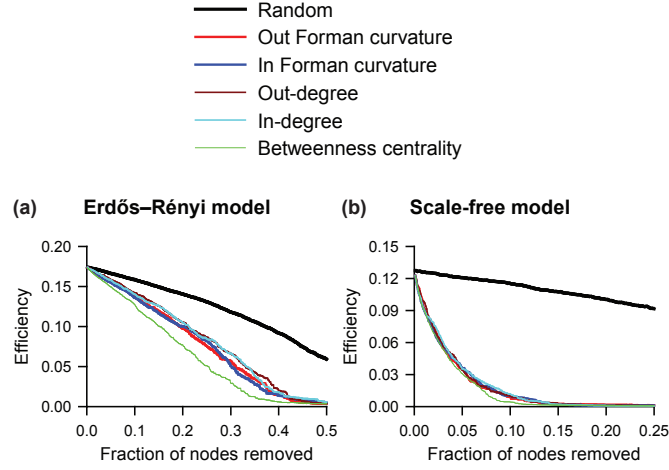 Random
Out Forman curvature
In Forman curvature
Out-degree
In-degree
Betweenness centrality
(a) Erdős–Rényi model
(b) Scale-free model
0.20
0.15
0.10
0.05
0.00
Efficiency
0.0 0.1 0.2 0.3 0.4 0.5
Fraction of nodes removed
0.15
0.12
0.09
0.06
0.03
0.00
Efficiency
0.00 0.05 0.10 0.15 0.20 0.25
Fraction of nodes removed